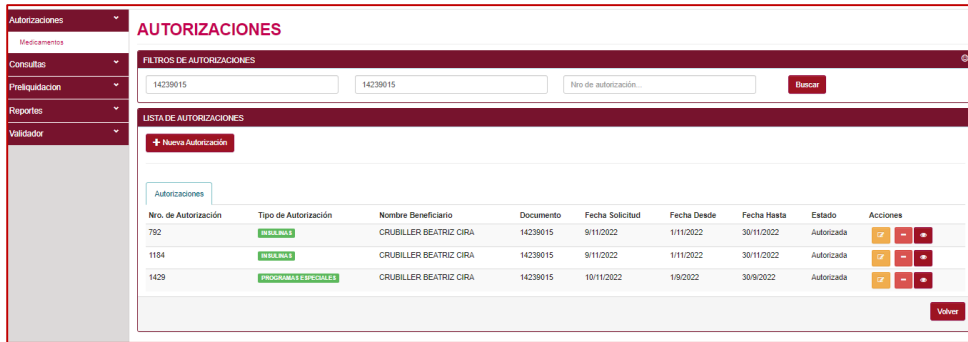 Autorizaciones
Medicamentos
Consultas
Preliquidacion
Reportes
Validador
AUTORIZACIONES
FILTROS DE AUTORIZACIONES
14239015 14239015 Nro de autorización... Buscar
LISTA DE AUTORIZACIONES
+ Nueva Autorización
Autorizaciones
Nro. de Autorización Tipo de Autorización Nombre Beneficiario Documento Fecha Solicitud Fecha Desde Fecha Hasta Estado Acciones
792 INSULINAS CRUBILLER BEATRIZ CIRA 14239015 9/11/2022 1/11/2022 30/11/2022 Autorizada
1184 INSULINAS CRUBILLER BEATRIZ CIRA 14239015 9/11/2022 1/11/2022 30/11/2022 Autorizada
1429 PROGRAMAS ESPECIALES CRUBILLER BEATRIZ CIRA 14239015 10/11/2022 1/9/2022 30/9/2022 Autorizada
Volver